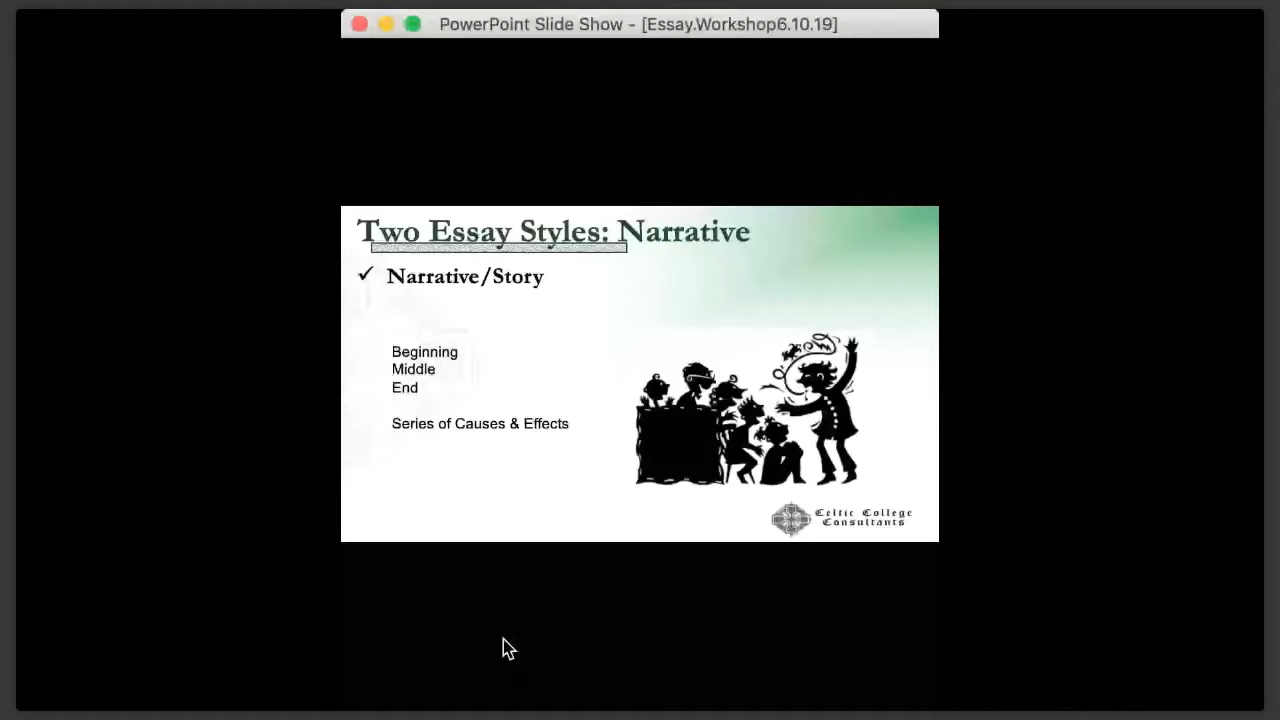 PowerPoint Slide Show - [Essay.Workshop6.10.19]
Two Essay Styles: Narrative
✓ Narrative/Story
Beginning
Middle
End
Series of Causes & Effects
Celtic College
Consultants